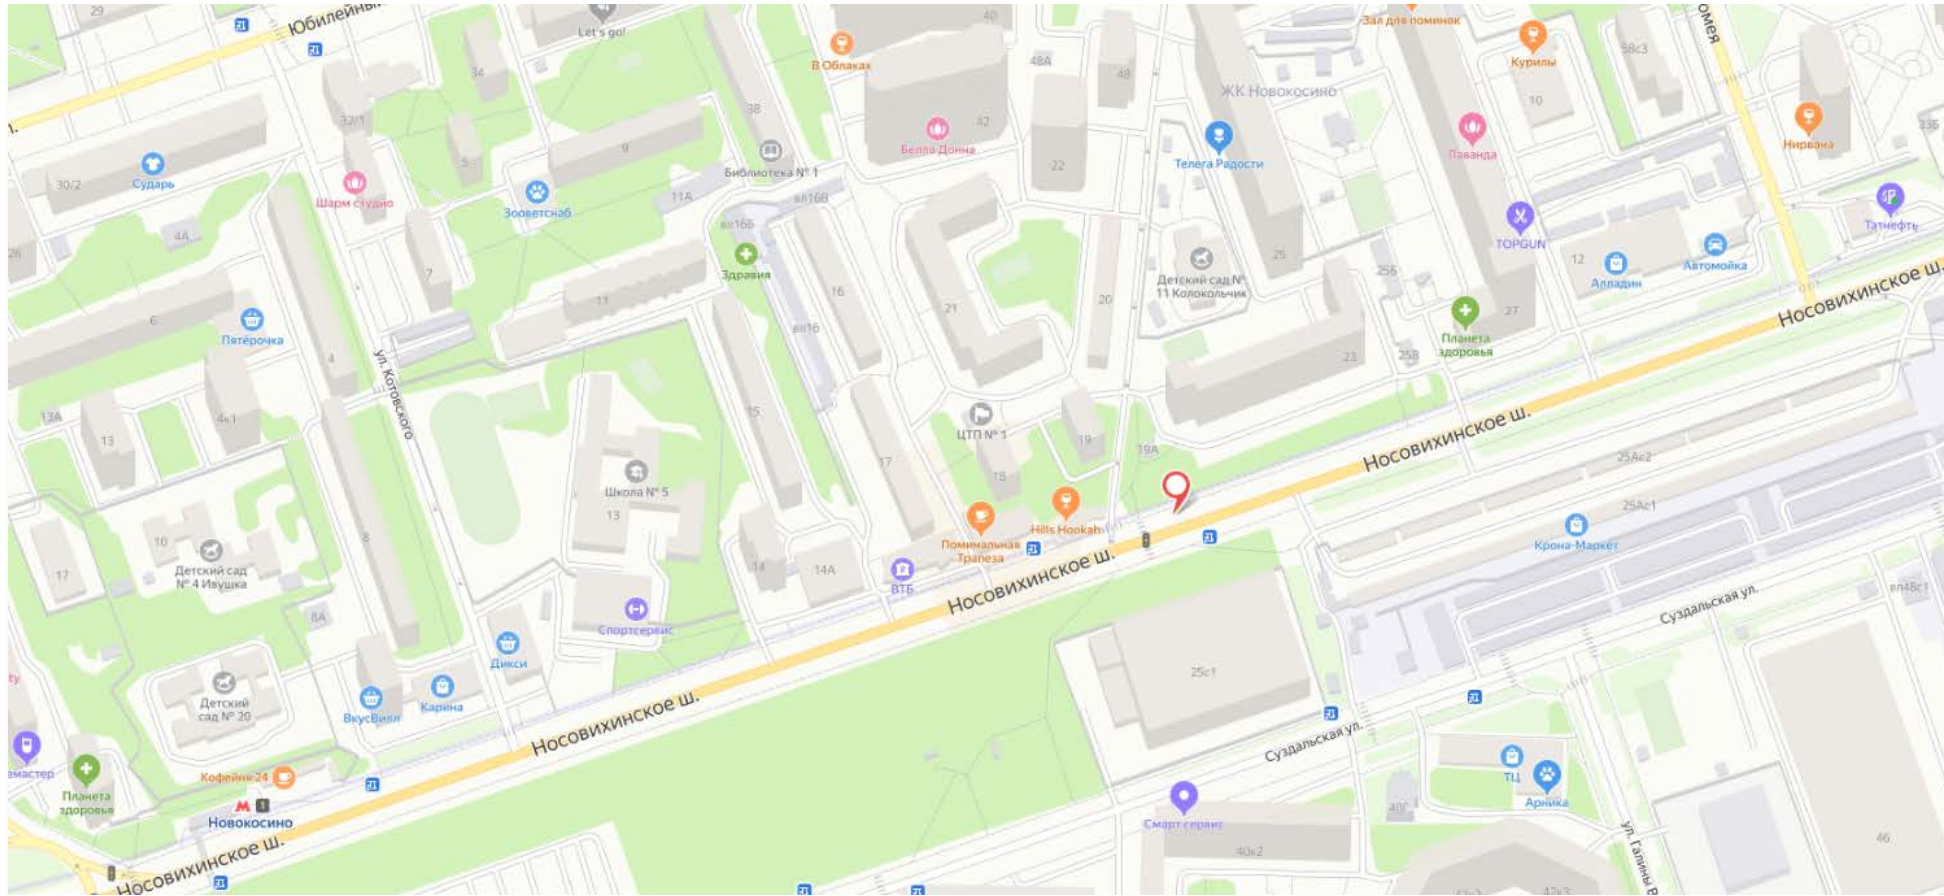 29
Юбилейный
Let's go!
40
Зал для поминок
В Облаках
Курилы
38с3
34
48А
48
ЖК Новокосино
10
38
32/1
42
Белла Донна
Телега Радости
Лаванда
Нирвана
33Б
5
9
Библиотека № 1
22
Сударь
30/2
Шарм студио
Зооветснаб
11А
вл16В
вл16Б
TOPGUN
Татнефть
4А
Здравия
7
Детский сад №
11 Колокольчик
25
25Б
12
Алладин
Автомойка
Носовихинское ш.
11
16
21
20
27
6
Пятёрочка
4
вл16
Планета
здоровья
23
25В
ул. Котовского
13А
13
4к1
15
ЦТП № 1
19
19А
Носовихинское ш.
17
18
25Ас2
Школа № 5
13
25Ас1
Hills Hookah
Поминальная
Трапеза
Крона-Маркет
10
8
Детский сад
№ 4 Ивушка
17
14
14А
ВТБ
Носовихинское ш.
вл48с1
Суздальская ул.
8А
Спортсервис
Дикси
25с1
Детский
сад № 20
ВкусВилл
Карина
Носовихинское ш.
Суздальская ул.
Кофейня 24
ТЦ
Арника
Планета
здоровья
1
Новокосино
Смарт сервис
40Г
40к2
46
Носовихинское ш.